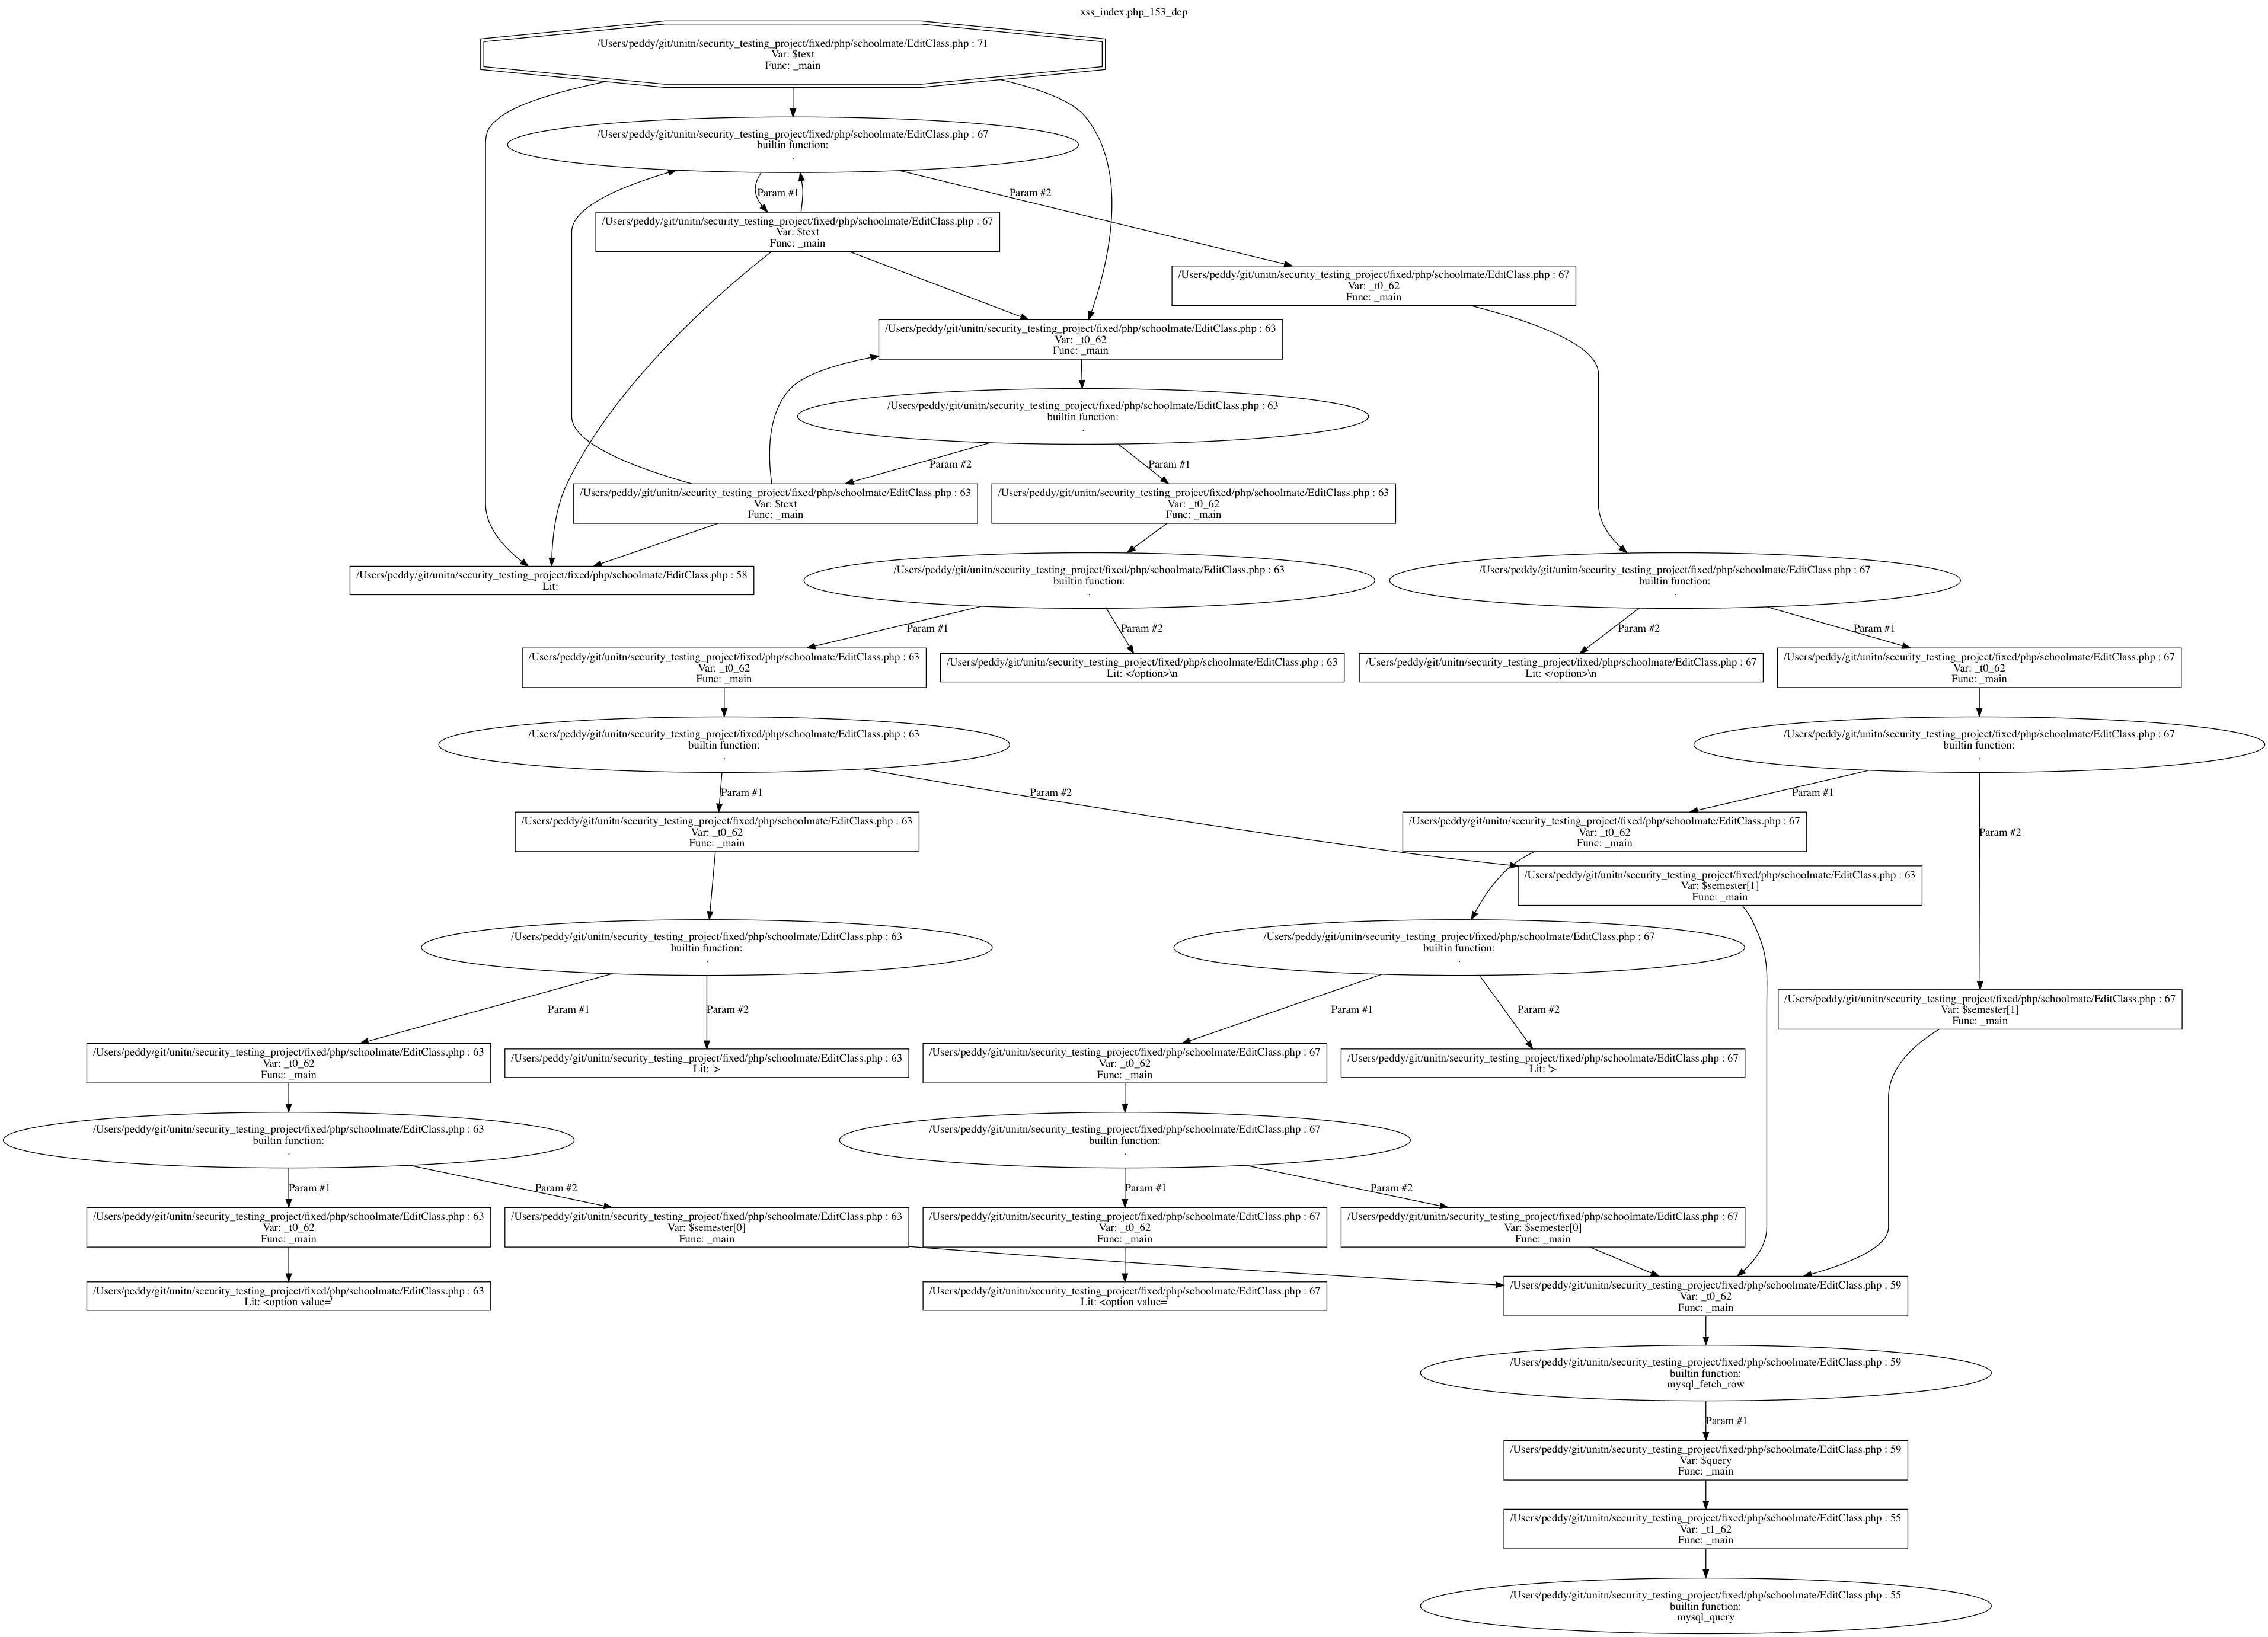 xss_index.php_153_dep
/Users/peddy/git/unitn/security_testing_project/fixed/php/schoolmate/EditClass.php : 71
Var: $text
Func: _main
/Users/peddy/git/unitn/security_testing_project/fixed/php/schoolmate/EditClass.php : 67
builtin function:
.
Param #1
Param #2
/Users/peddy/git/unitn/security_testing_project/fixed/php/schoolmate/EditClass.php : 67
Var: $text
Func: _main
/Users/peddy/git/unitn/security_testing_project/fixed/php/schoolmate/EditClass.php : 67
Var: _t0_62
Func: _main
/Users/peddy/git/unitn/security_testing_project/fixed/php/schoolmate/EditClass.php : 63
Var: _t0_62
Func: _main
/Users/peddy/git/unitn/security_testing_project/fixed/php/schoolmate/EditClass.php : 63
builtin function:
.
Param #2
Param #1
/Users/peddy/git/unitn/security_testing_project/fixed/php/schoolmate/EditClass.php : 63
Var: $text
Func: _main
/Users/peddy/git/unitn/security_testing_project/fixed/php/schoolmate/EditClass.php : 63
Var: _t0_62
Func: _main
/Users/peddy/git/unitn/security_testing_project/fixed/php/schoolmate/EditClass.php : 58
Lit:
/Users/peddy/git/unitn/security_testing_project/fixed/php/schoolmate/EditClass.php : 63
builtin function:
.
/Users/peddy/git/unitn/security_testing_project/fixed/php/schoolmate/EditClass.php : 67
builtin function:
.
Param #1
Param #2
Param #2
Param #1
/Users/peddy/git/unitn/security_testing_project/fixed/php/schoolmate/EditClass.php : 63
Var: _t0_62
Func: _main
/Users/peddy/git/unitn/security_testing_project/fixed/php/schoolmate/EditClass.php : 63
Lit: </option>\n
/Users/peddy/git/unitn/security_testing_project/fixed/php/schoolmate/EditClass.php : 67
Lit: </option>\n
/Users/peddy/git/unitn/security_testing_project/fixed/php/schoolmate/EditClass.php : 67
Var: _t0_62
Func: _main
/Users/peddy/git/unitn/security_testing_project/fixed/php/schoolmate/EditClass.php : 63
builtin function:
.
/Users/peddy/git/unitn/security_testing_project/fixed/php/schoolmate/EditClass.php : 67
builtin function:
.
Param #1
Param #2
Param #1
Param #2
/Users/peddy/git/unitn/security_testing_project/fixed/php/schoolmate/EditClass.php : 63
Var: _t0_62
Func: _main
/Users/peddy/git/unitn/security_testing_project/fixed/php/schoolmate/EditClass.php : 67
Var: _t0_62
Func: _main
/Users/peddy/git/unitn/security_testing_project/fixed/php/schoolmate/EditClass.php : 63
Var: $semester[1]
Func: _main
/Users/peddy/git/unitn/security_testing_project/fixed/php/schoolmate/EditClass.php : 63
builtin function:
.
/Users/peddy/git/unitn/security_testing_project/fixed/php/schoolmate/EditClass.php : 67
builtin function:
.
/Users/peddy/git/unitn/security_testing_project/fixed/php/schoolmate/EditClass.php : 67
Var: $semester[1]
Func: _main
Param #1
Param #2
Param #1
Param #2
/Users/peddy/git/unitn/security_testing_project/fixed/php/schoolmate/EditClass.php : 63
Var: _t0_62
Func: _main
/Users/peddy/git/unitn/security_testing_project/fixed/php/schoolmate/EditClass.php : 63
Lit: '>
/Users/peddy/git/unitn/security_testing_project/fixed/php/schoolmate/EditClass.php : 67
Var: _t0_62
Func: _main
/Users/peddy/git/unitn/security_testing_project/fixed/php/schoolmate/EditClass.php : 67
Lit: '>
/Users/peddy/git/unitn/security_testing_project/fixed/php/schoolmate/EditClass.php : 63
builtin function:
.
/Users/peddy/git/unitn/security_testing_project/fixed/php/schoolmate/EditClass.php : 67
builtin function:
.
Param #1
Param #2
Param #1
Param #2
/Users/peddy/git/unitn/security_testing_project/fixed/php/schoolmate/EditClass.php : 63
Var: _t0_62
Func: _main
/Users/peddy/git/unitn/security_testing_project/fixed/php/schoolmate/EditClass.php : 63
Var: $semester[0]
Func: _main
/Users/peddy/git/unitn/security_testing_project/fixed/php/schoolmate/EditClass.php : 67
Var: _t0_62
Func: _main
/Users/peddy/git/unitn/security_testing_project/fixed/php/schoolmate/EditClass.php : 67
Var: $semester[0]
Func: _main
/Users/peddy/git/unitn/security_testing_project/fixed/php/schoolmate/EditClass.php : 63
Lit: <option value='
/Users/peddy/git/unitn/security_testing_project/fixed/php/schoolmate/EditClass.php : 67
Lit: <option value='
/Users/peddy/git/unitn/security_testing_project/fixed/php/schoolmate/EditClass.php : 59
Var: _t0_62
Func: _main
/Users/peddy/git/unitn/security_testing_project/fixed/php/schoolmate/EditClass.php : 59
builtin function:
mysql_fetch_row
Param #1
/Users/peddy/git/unitn/security_testing_project/fixed/php/schoolmate/EditClass.php : 59
Var: $query
Func: _main
/Users/peddy/git/unitn/security_testing_project/fixed/php/schoolmate/EditClass.php : 55
Var: _t1_62
Func: _main
/Users/peddy/git/unitn/security_testing_project/fixed/php/schoolmate/EditClass.php : 55
builtin function:
mysql_query